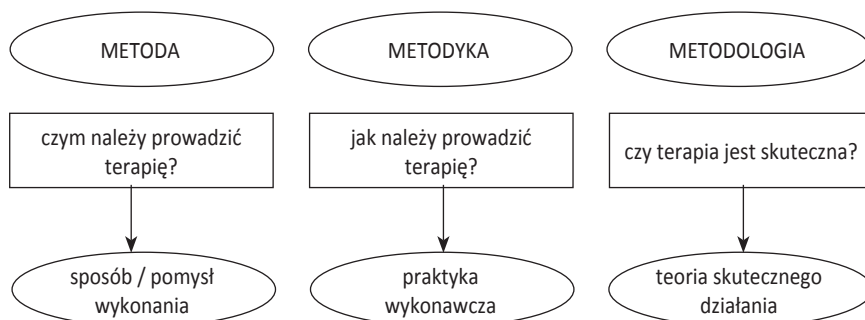 METODA
METODYKA
METODOLOGIA
czym należy prowadzić
terapię?
jak należy prowadzić
terapię?
czy terapia jest skuteczna?
sposób / pomysł
wykonania
praktyka
wykonawcza
teoria skutecznego
działania